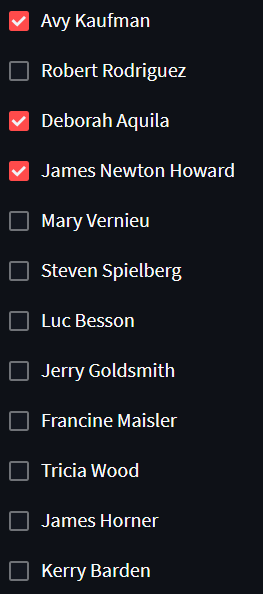 Avy Kaufman
Robert Rodriguez
Deborah Aquila
James Newton Howard
Mary Vernieu
Steven Spielberg
Luc Besson
Jerry Goldsmith
Francine Maisler
Tricia Wood
James Horner
Kerry Barden